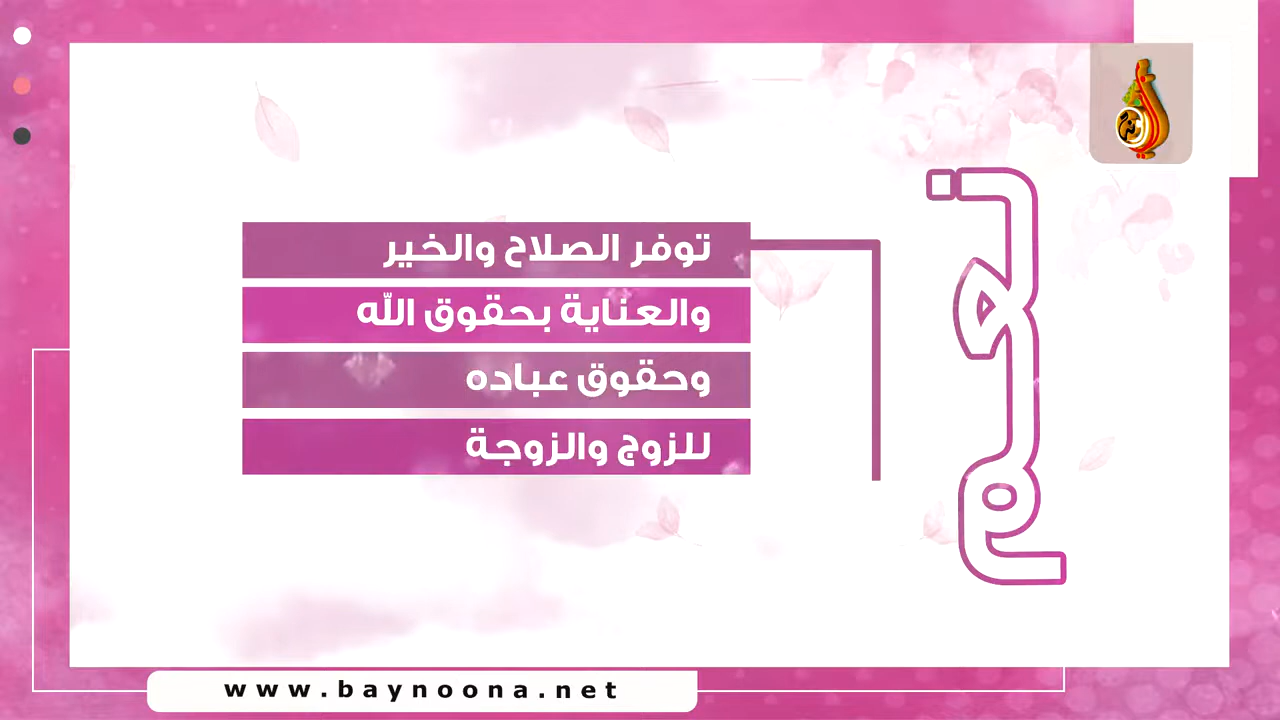 نعم
توفر الصلاح والخير
والعناية بحقوق الله
وحقوق عباده
للزوج والزوجة
www.baynoona.net